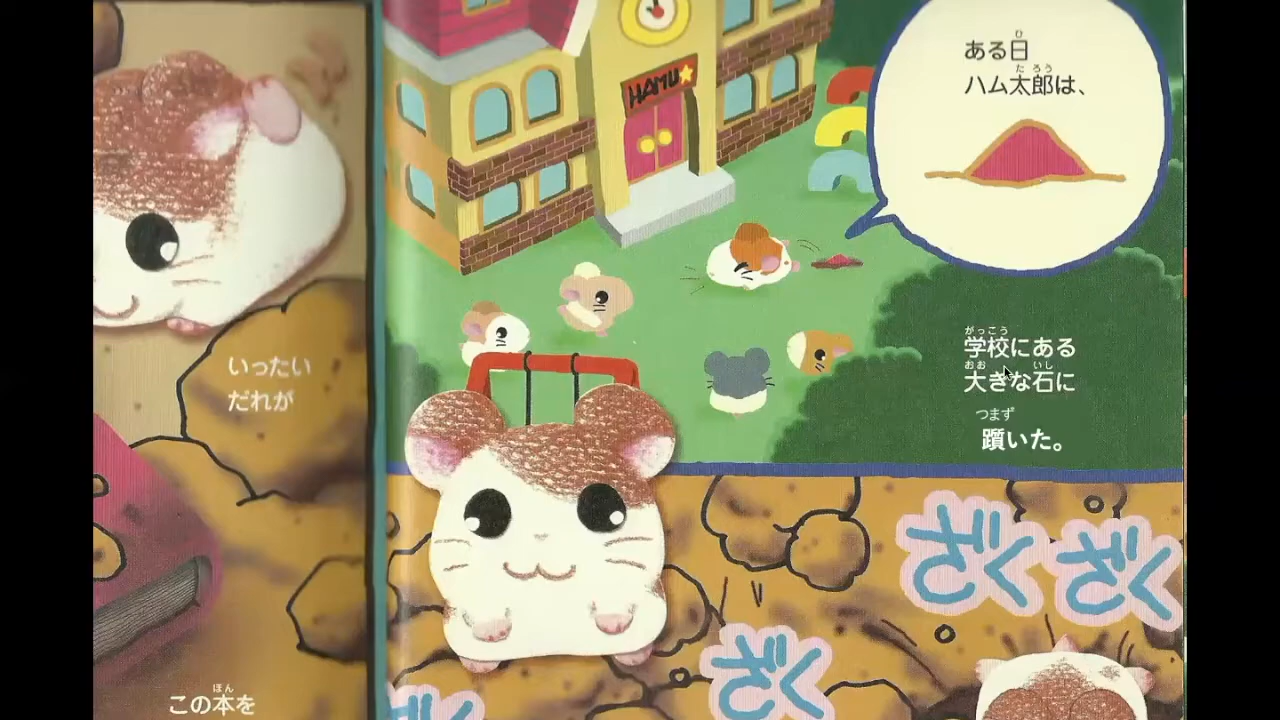 いったい
だれが
この本を
HAMU
ある日
ハム太郎は、
学校にある
大きな石に
躓いた。
ざく
ざく
ざく